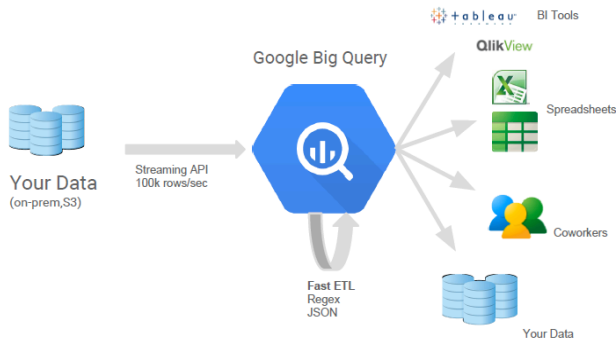 +ableau
BI Tools
QlikView
Google Big Query
X
Spreadsheets
Your Data
(on-prem,S3)
Streaming API
100k rows/sec
Coworkers
Fast ETL
Regex
JSON
Your Data